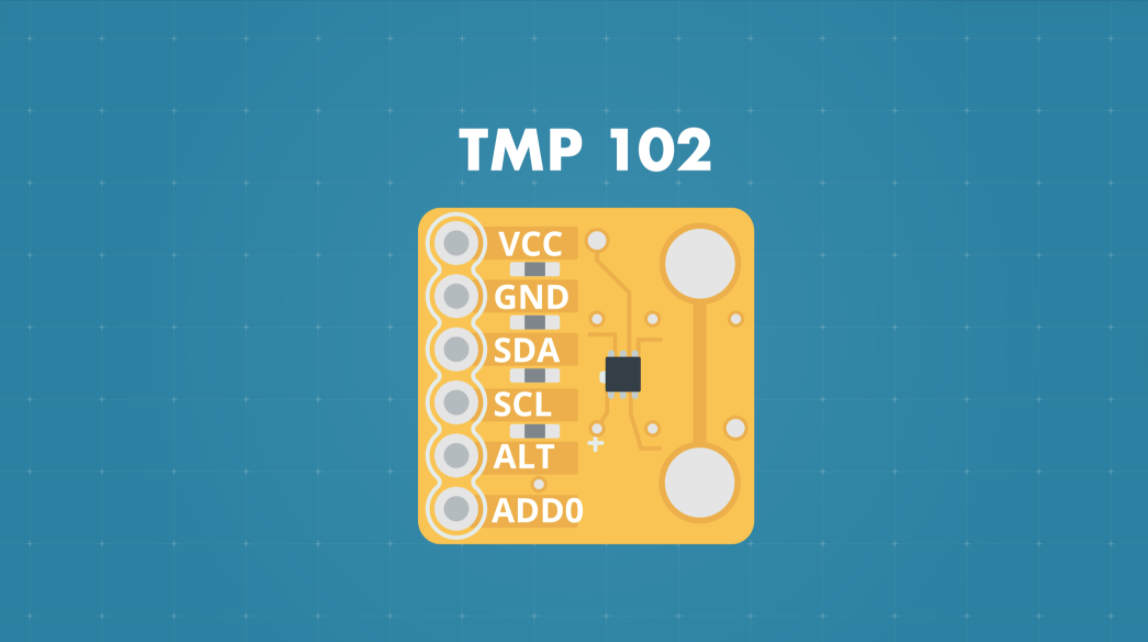 TMP 102
VCC
GND
SDA
SCL
ALT
ADD0
+